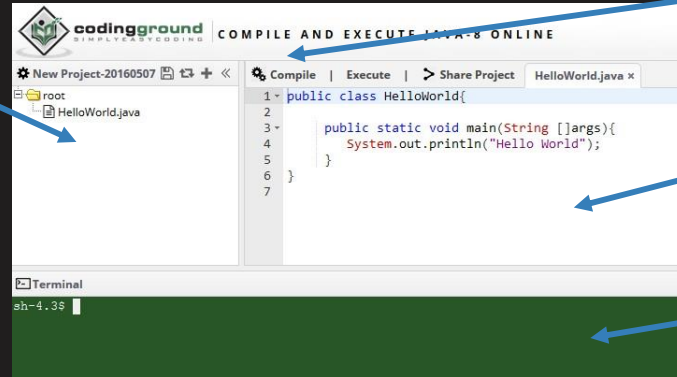 codingground
SIMPLYEASYCODING
COMPILE AND EXECUTE JAVA-8 ONLINE
New Project-20160507
Compile | Execute | Share Project HelloWorld.java ×
root
HelloWorld.java
1 public class HelloWorld{
2
3 public static void main(String []args){
4 System.out.println("Hello World");
5 }
6 }
7
Terminal
sh-4.3$